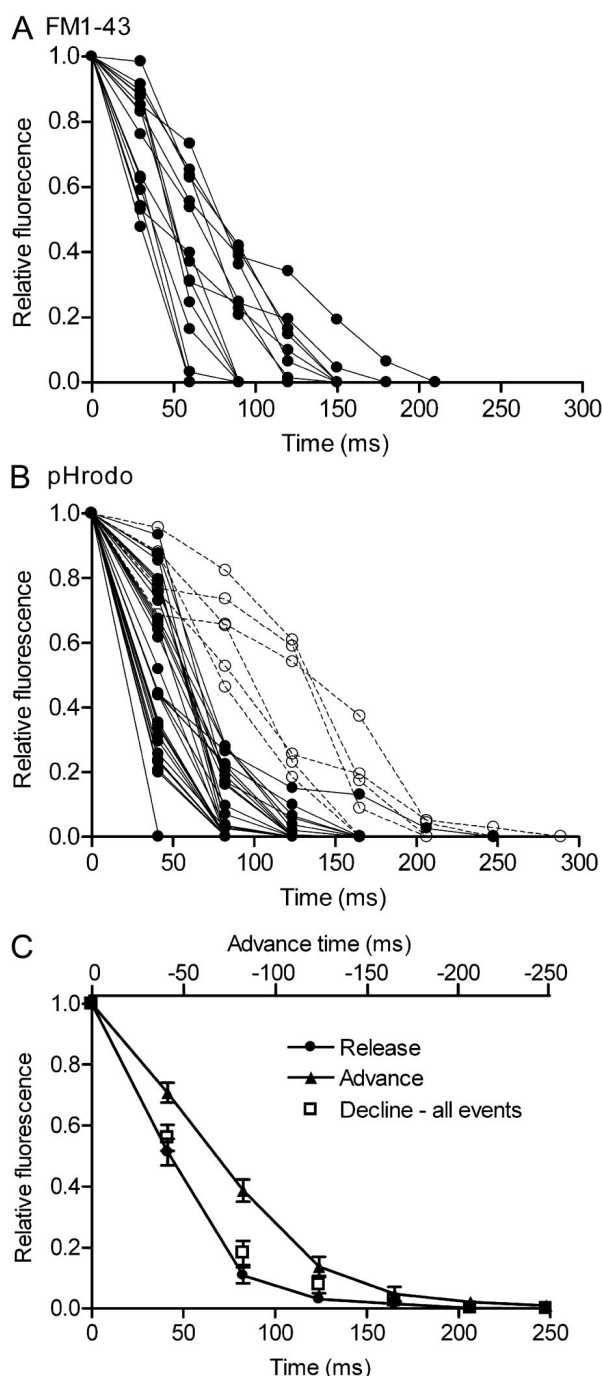 A FM1-43
1.0
0.8
0.6
0.4
0.2
0.0
Relative fluorecence
0 50 100 150 200 250 300
Time (ms)
B pHrodo
1.0
0.8
0.6
0.4
0.2
0.0
Relative fluorescence
0 50 100 150 200 250 300
Time (ms)
C
Advance time (ms)
0 -50 -100 -150 -200 -250
1.0
0.8
0.6
0.4
0.2
0.0
Relative fluorescence
Release
Advance
Decline - all events
0 50 100 150 200 250
Time (ms)